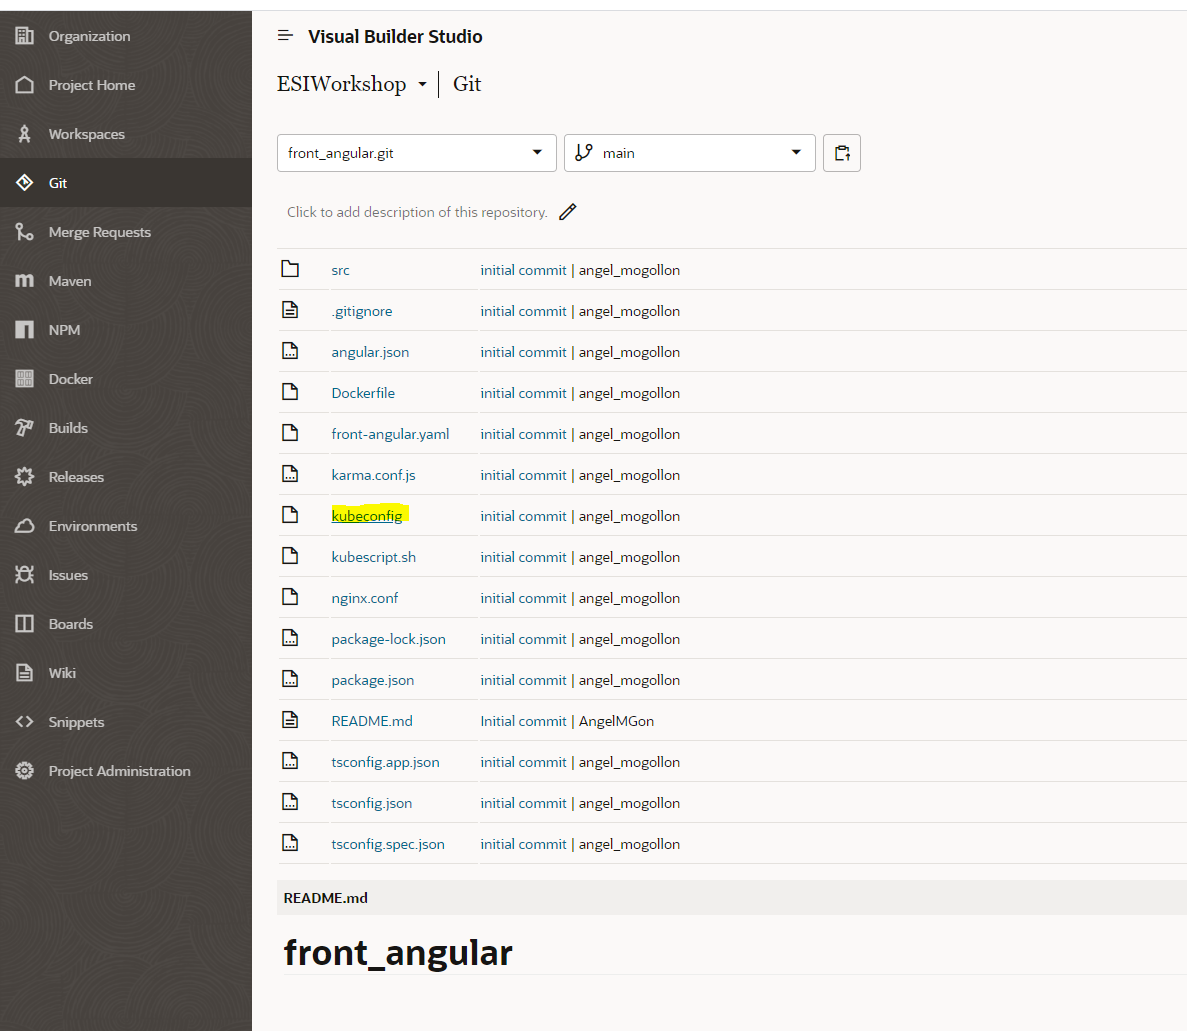 Organization
Project Home
Workspaces
Git
Merge Requests
Maven
NPM
Docker
Builds
Releases
Environments
Issues
Boards
Wiki
Snippets
Project Administration
Visual Builder Studio
ESIWorkshop | Git
front_angular.git main
Click to add description of this repository.
src initial commit | angel_mogollon
.gitignore initial commit | angel_mogollon
angular.json initial commit | angel_mogollon
Dockerfile initial commit | angel_mogollon
front-angular.yaml initial commit | angel_mogollon
karma.conf.js initial commit | angel_mogollon
kubeconfig initial commit | angel_mogollon
kubescript.sh initial commit | angel_mogollon
nginx.conf initial commit | angel_mogollon
package-lock.json initial commit | angel_mogollon
package.json initial commit | angel_mogollon
README.md Initial commit | AngelMGon
tsconfig.app.json initial commit | angel_mogollon
tsconfig.json initial commit | angel_mogollon
tsconfig.spec.json initial commit | angel_mogollon
README.md
front_angular